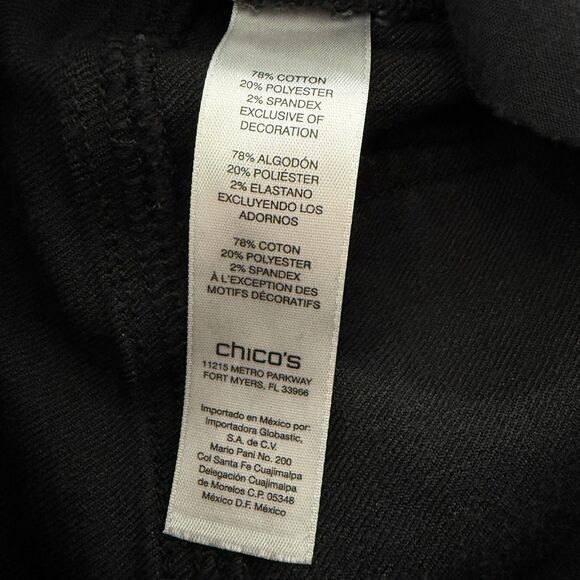 78% COTTON
20% POLYESTER
2% SPANDEX
EXCLUSIVE OF
DECORATION
78% ALGODÓN
20% POLIÉSTER
2% ELASTANO
EXCLUYENDO LOS
ADORNOS
78% COTON
20% POLYESTER
2% SPANDEX
À L'EXCEPTION DES
MOTIFS DÉCORATIFS
chico's
11215 METRO PARKWAY
FORT MYERS, FL 33966
Importado en México por:
Importadora Globastic,
S.A. de C.V.
Mario Pani No. 200
Col Santa Fe Cuajimalpa
Delegación Cuajimalpa
de Morelos C.P. 05348
México D.F. México